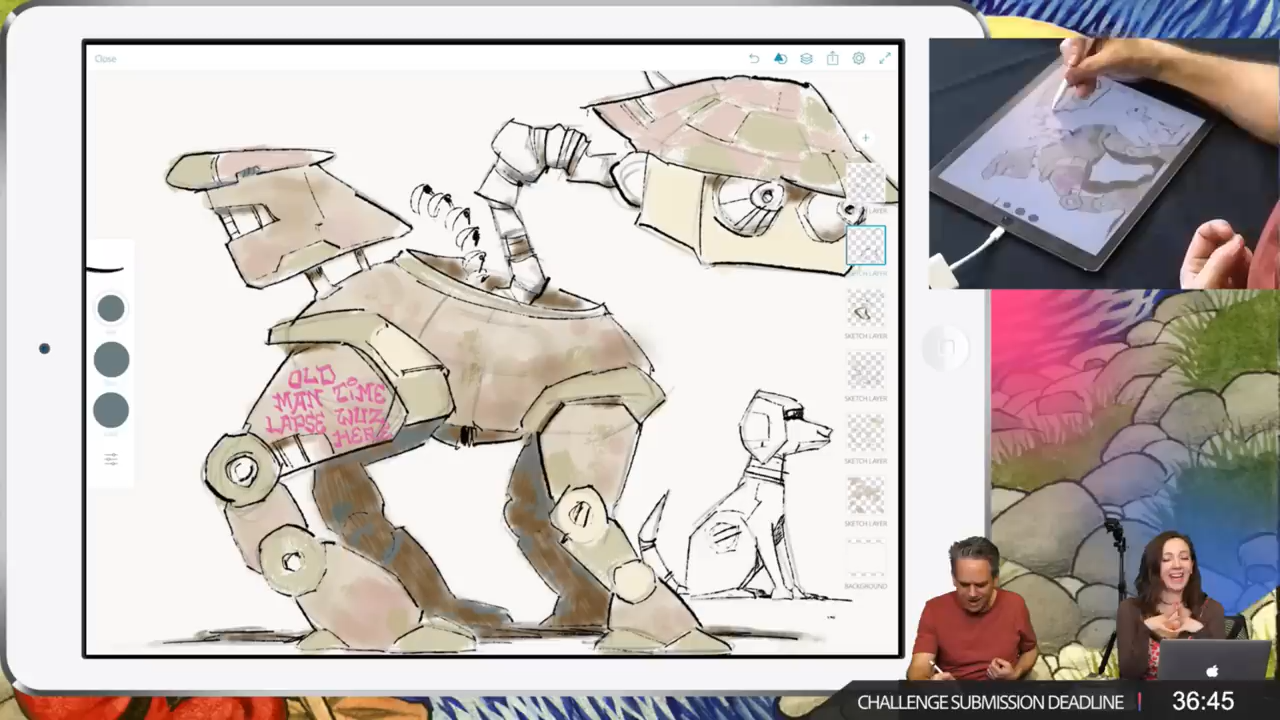 Close
LAYER
SKETCH LAYER
SKETCH LAYER
SKETCH LAYER
SKETCH LAYER
SKETCH LAYER
BACKGROUND
OLD
MAN TIME
LAPSE WUZ
HERE
CHALLENGE SUBMISSION DEADLINE
36:45